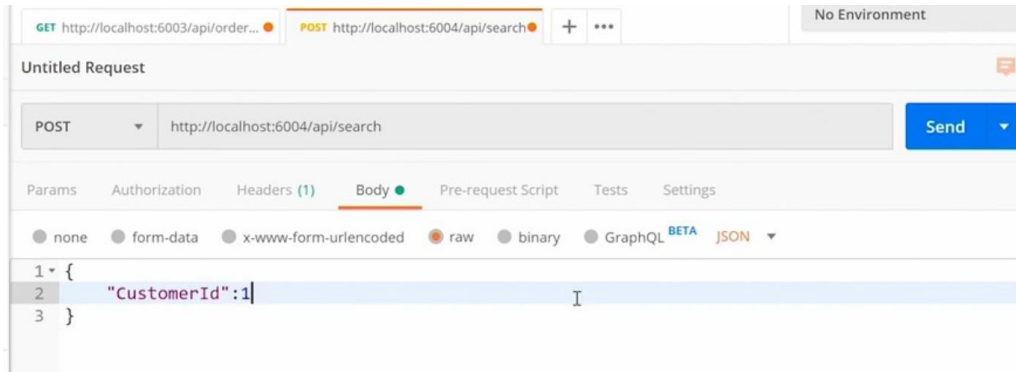 GET http://localhost:6003/api/order... POST http://localhost:6004/api/search + ••• No Environment
Untitled Request
POST http://localhost:6004/api/search Send
Params Authorization Headers (1) Body Pre-request Script Tests Settings
none form-data x-www-form-urlencoded raw binary GraphQL BETA JSON
1 {
2 "CustomerId":1
3 }